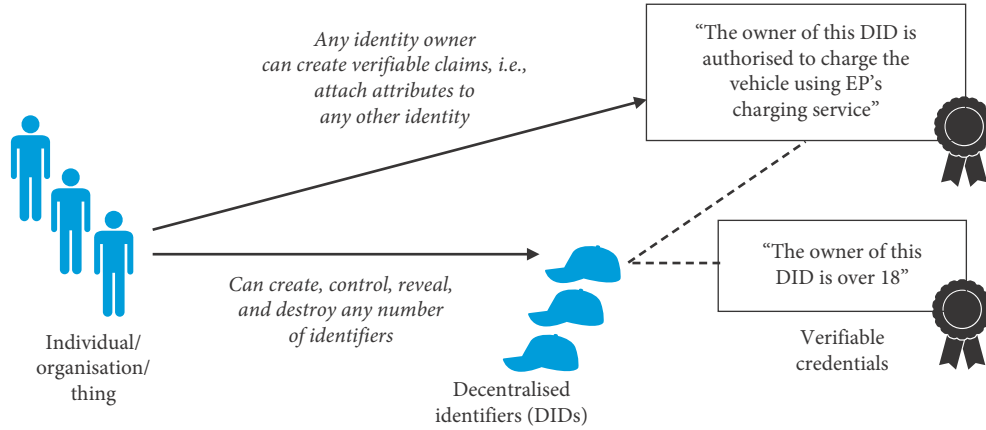 Any identity owner
can create verifiable claims, i.e.,
attach attributes to
any other identity
“The owner of this DID is
authorised to charge the
vehicle using EP’s
charging service”
Can create, control, reveal,
and destroy any number
of identifiers
“The owner of this
DID is over 18”
Individual/
organisation/
thing
Decentralised
identifiers (DIDs)
Verifiable
credentials